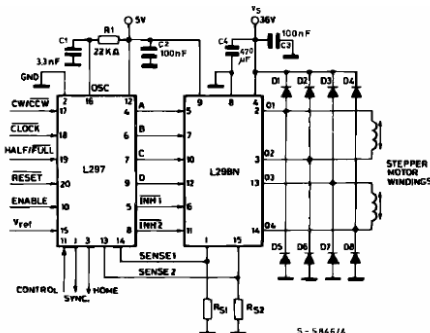 5V
Vs
36V
C1
R1
22KΩ
3,3nF
C2
100nF
C4
470
µF
100nF
C3
GND
OSC
D1 D2 D3 D4
2 16 12
9 8 4
CW/CCW 17
4 A 5
2 O1
CLOCK 18
6 B 7
HALF/FULL 19
7 C 10
3 O2
L297
L298N
RESET 20
9 D 12
13 O3
ENABLE 10
5 INH1 6
Vref 15
8 INH2 11
14 O4
STEPPER
MOTOR
WINDINGS
11 1 3 13 14
1 15
D5 D6 D7 D8
SENSE1
SENSE2
CONTROL
SYNC.
HOME
RS1
RS2
S-5846/4